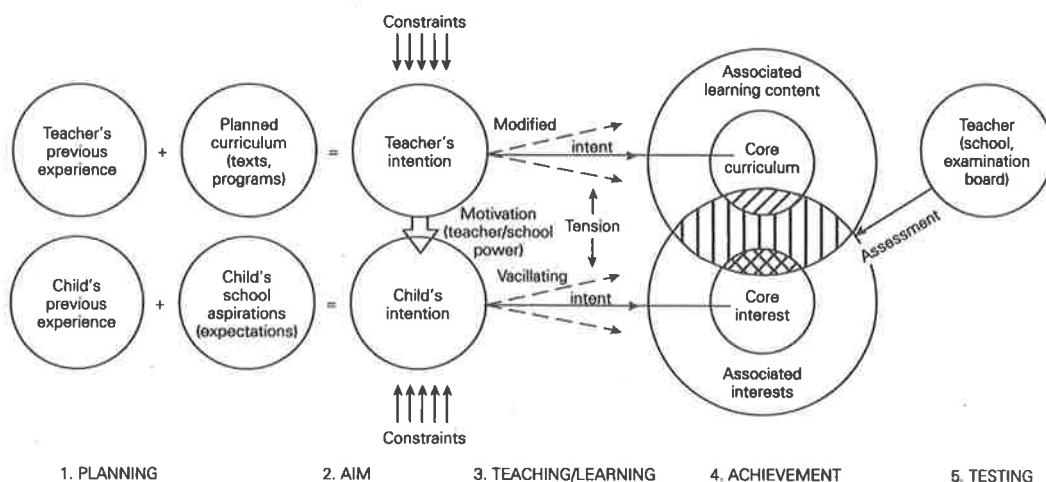 Constraints
Teacher's
previous
experience
+
Planned
curriculum
(texts,
programs)
=
Teacher's
intention
Modified
intent
Associated
learning content
Core
curriculum
Teacher
(school,
examination
board)
Motivation
(teacher/school
power)
Tension
Assessment
Child's
previous
experience
+
Child's
school
aspirations
(expectations)
=
Child's
intention
Vacillating
intent
Core
interest
Associated
interests
Constraints
1. PLANNING
2. AIM
3. TEACHING/LEARNING
4. ACHIEVEMENT
5. TESTING